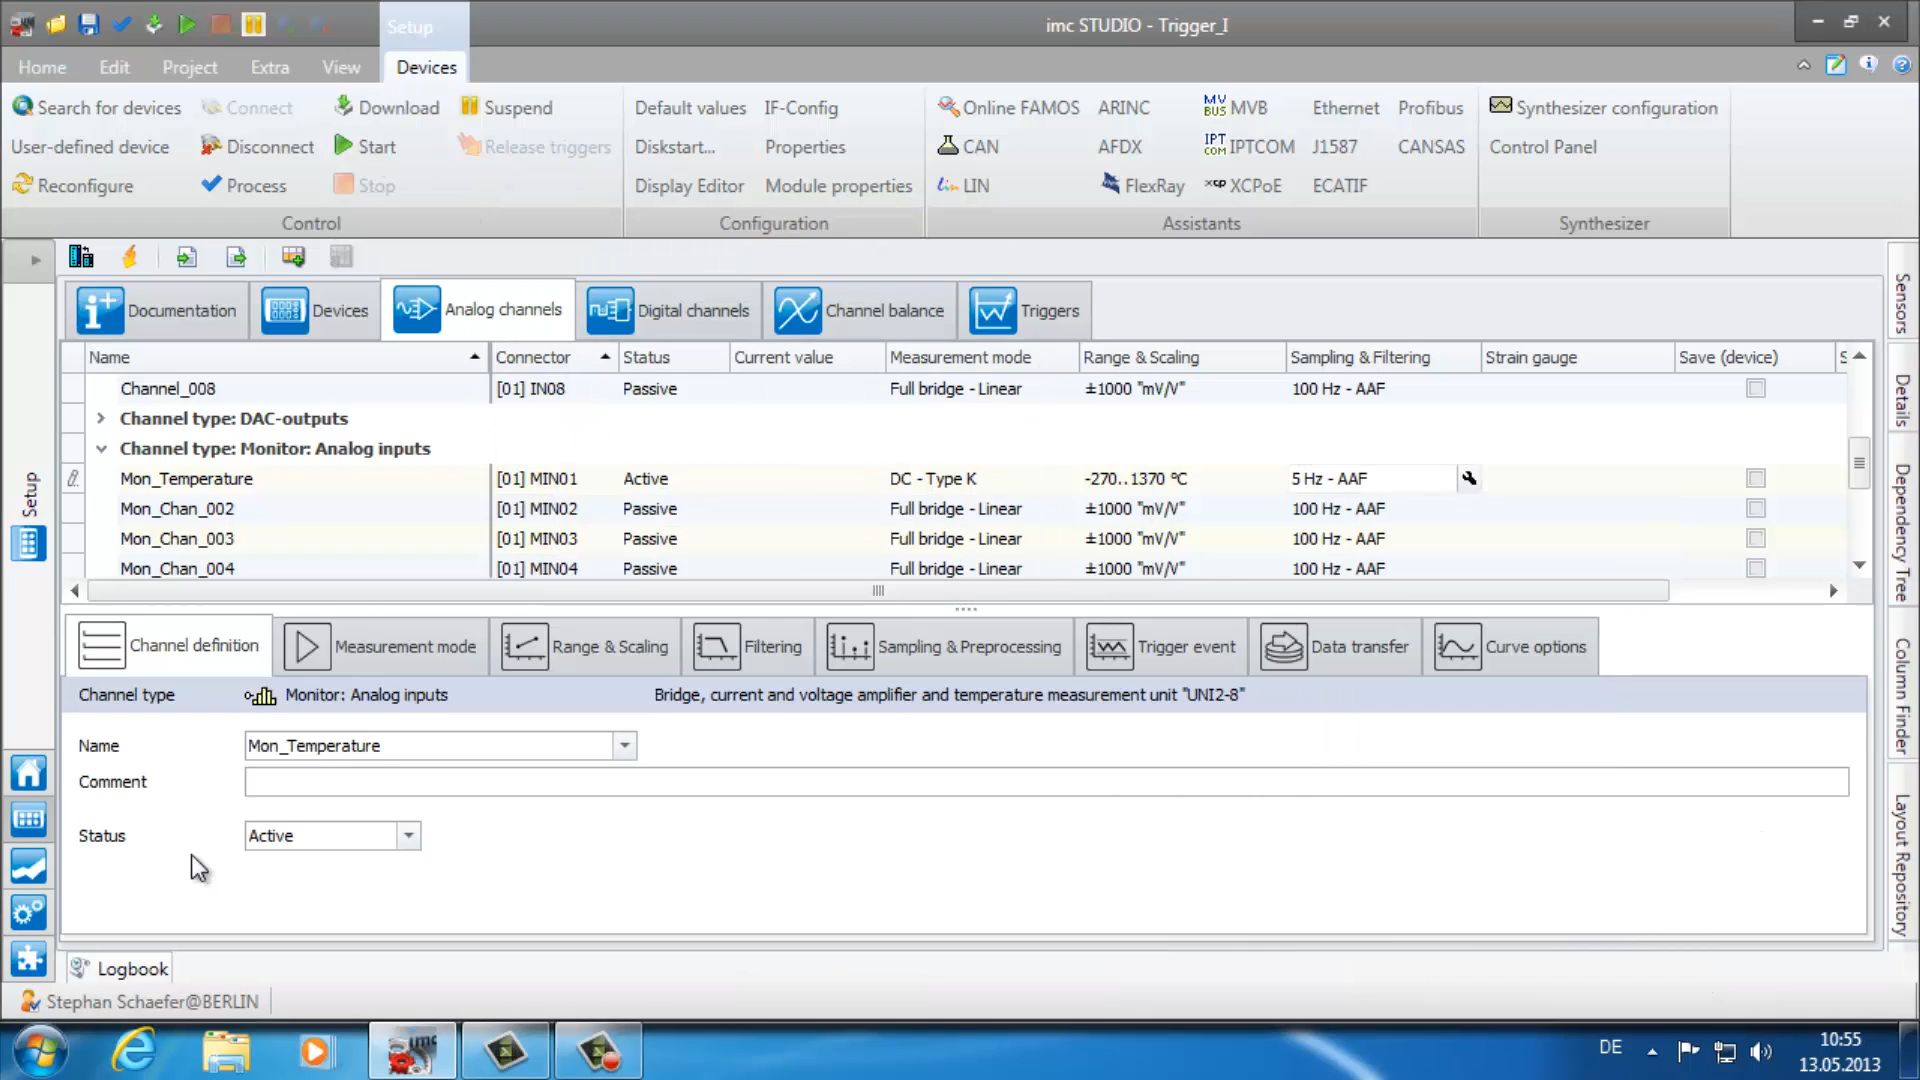 Setup
imc STUDIO - Trigger_I
Home Edit Project Extra View Devices
Search for devices Connect Download Suspend Default values IF-Config Online FAMOS ARINC MV BUS MVB Ethernet Profibus Synthesizer configuration
User-defined device Disconnect Start Release triggers Diskstart... Properties CAN AFDX IPT COM IPTCOM J1587 CANSAS Control Panel
Reconfigure Process Stop Display Editor Module properties LIN FlexRay xcp XCPoE ECATIF
Control Configuration Assistants Synthesizer
Documentation Devices Analog channels Digital channels Channel balance Triggers
Name Connector Status Current value Measurement mode Range & Scaling Sampling & Filtering Strain gauge Save (device) S
Channel_008 [01] IN08 Passive Full bridge - Linear ±1000 "mV/V" 100 Hz - AAF
Channel type: DAC-outputs
Channel type: Monitor: Analog inputs
Mon_Temperature [01] MIN01 Active DC - Type K -270..1370 °C 5 Hz - AAF
Mon_Chan_002 [01] MIN02 Passive Full bridge - Linear ±1000 "mV/V" 100 Hz - AAF
Mon_Chan_003 [01] MIN03 Passive Full bridge - Linear ±1000 "mV/V" 100 Hz - AAF
Mon_Chan_004 [01] MIN04 Passive Full bridge - Linear ±1000 "mV/V" 100 Hz - AAF
Channel definition Measurement mode Range & Scaling Filtering Sampling & Preprocessing Trigger event Data transfer Curve options
Channel type Monitor: Analog inputs Bridge, current and voltage amplifier and temperature measurement unit "UNI2-8"
Name Mon_Temperature
Comment
Status Active
Setup
Sensors
Details
Dependency Tree
Column Finder
Layout Repository
Logbook
Stephan Schaefer@BERLIN
imc
DE
10:55
13.05.2013